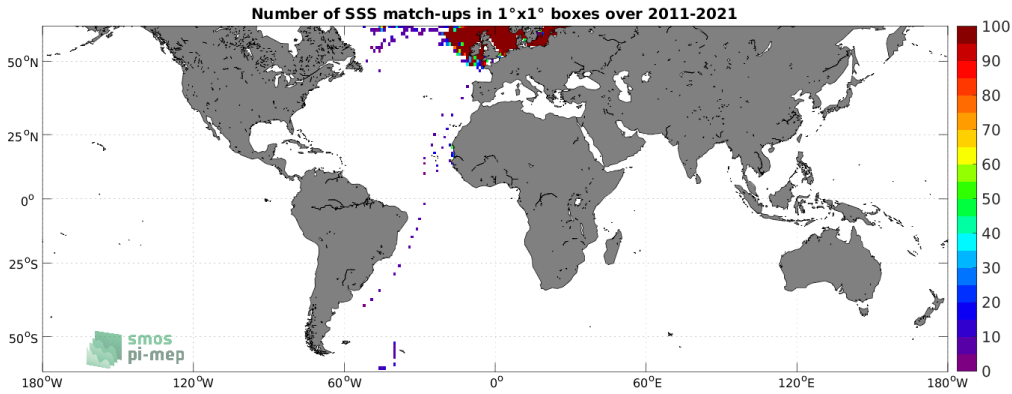 Number of SSS match-ups in 1°x1° boxes over 2011-2021
50°N
25°N
0°
25°S
50°S
180°W
120°W
60°W
0°
60°E
120°E
180°W
100
90
80
70
60
50
40
30
20
10
0
smos
pi-mep